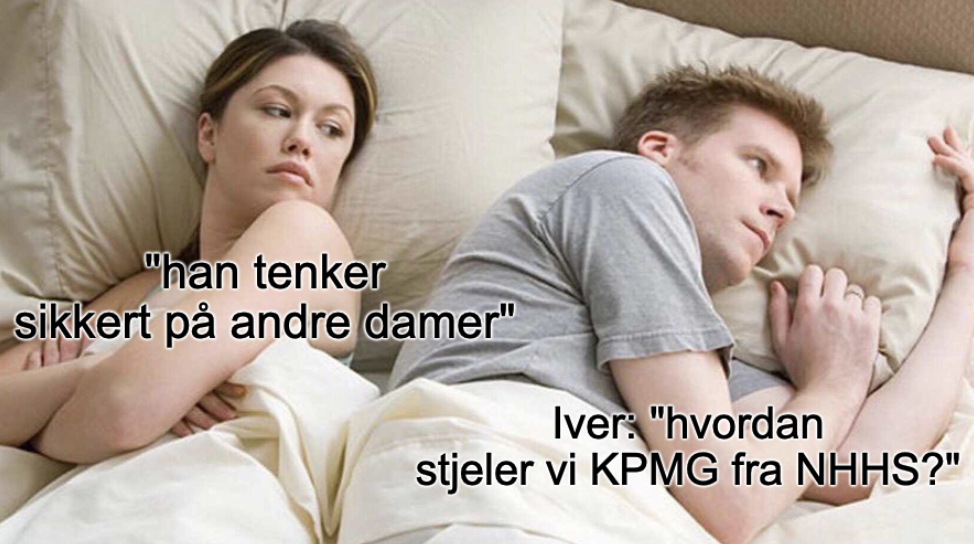 "han tenker
sikkert på andre damer"
Iver: "hvordan
stjeler vi KPMG fra NHHS?"